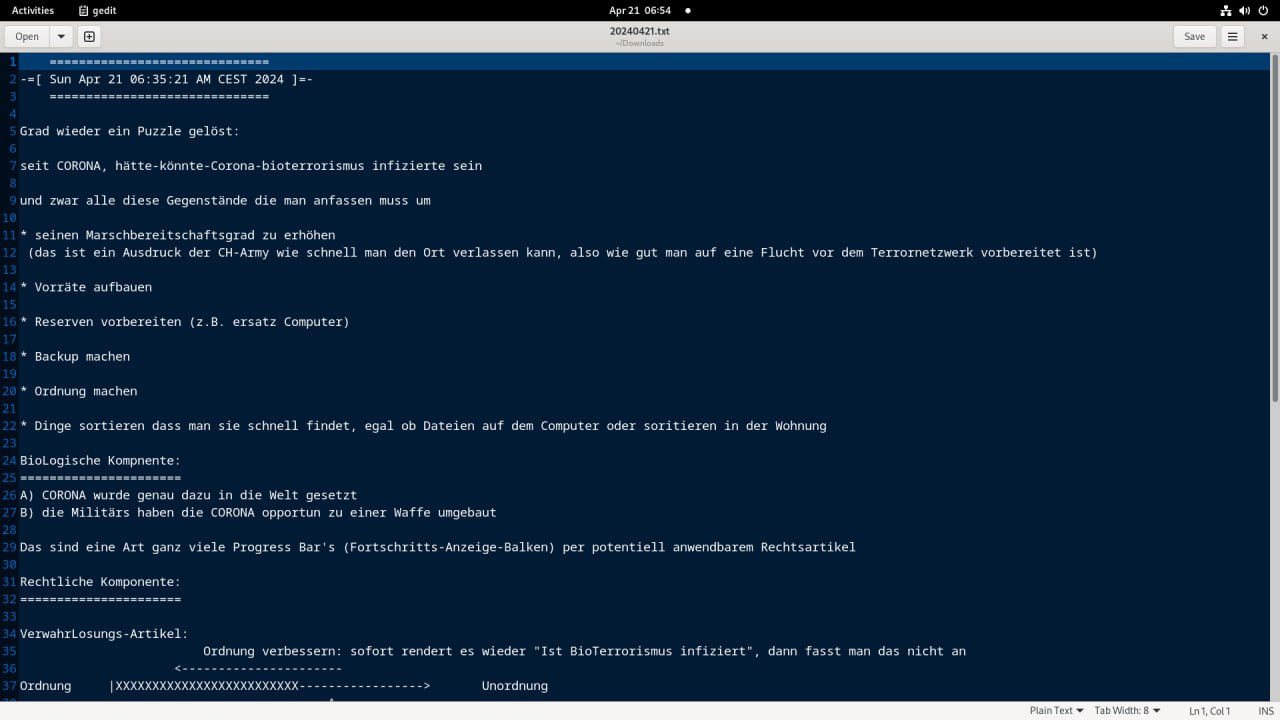 Activities gedit Apr 21 06:54
Open 20240421.txt Save
~/Downloads
1 =============================
2 -=[ Sun Apr 21 06:35:21 AM CEST 2024 ]=-
3 =============================
4
5 Grad wieder ein Puzzle gelöst:
6
7 seit CORONA, hätte-könnte-Corona-bioterrorismus infizierte sein
8
9 und zwar alle diese Gegenstände die man anfassen muss um
10
11 * seinen Marschbereitschaftsgrad zu erhöhen
12 (das ist ein Ausdruck der CH-Army wie schnell man den Ort verlassen kann, also wie gut man auf eine Flucht vor dem Terrornetzwerk vorbereitet ist)
13
14 * Vorräte aufbauen
15
16 * Reserven vorbereiten (z.B. ersatz Computer)
17
18 * Backup machen
19
20 * Ordnung machen
21
22 * Dinge sortieren dass man sie schnell findet, egal ob Dateien auf dem Computer oder soritieren in der Wohnung
23
24 BioLogische Kompnente:
25 ======================
26 A) CORONA wurde genau dazu in die Welt gesetzt
27 B) die Militärs haben die CORONA opportun zu einer Waffe umgebaut
28
29 Das sind eine Art ganz viele Progress Bar's (Fortschritts-Anzeige-Balken) per potentiell anwendbarem Rechtsartikel
30
31 Rechtliche Komponente:
32 ======================
33
34 VerwahrLosungs-Artikel:
35 Ordnung verbessern: sofort rendert es wieder "Ist BioTerrorismus infiziert", dann fasst man das nicht an
36 <----------------------
37 Ordnung |XXXXXXXXXXXXXXXXXXXXXXXXX-----------------> Unordnung
Plain Text Tab Width: 8 Ln 1, Col 1 INS